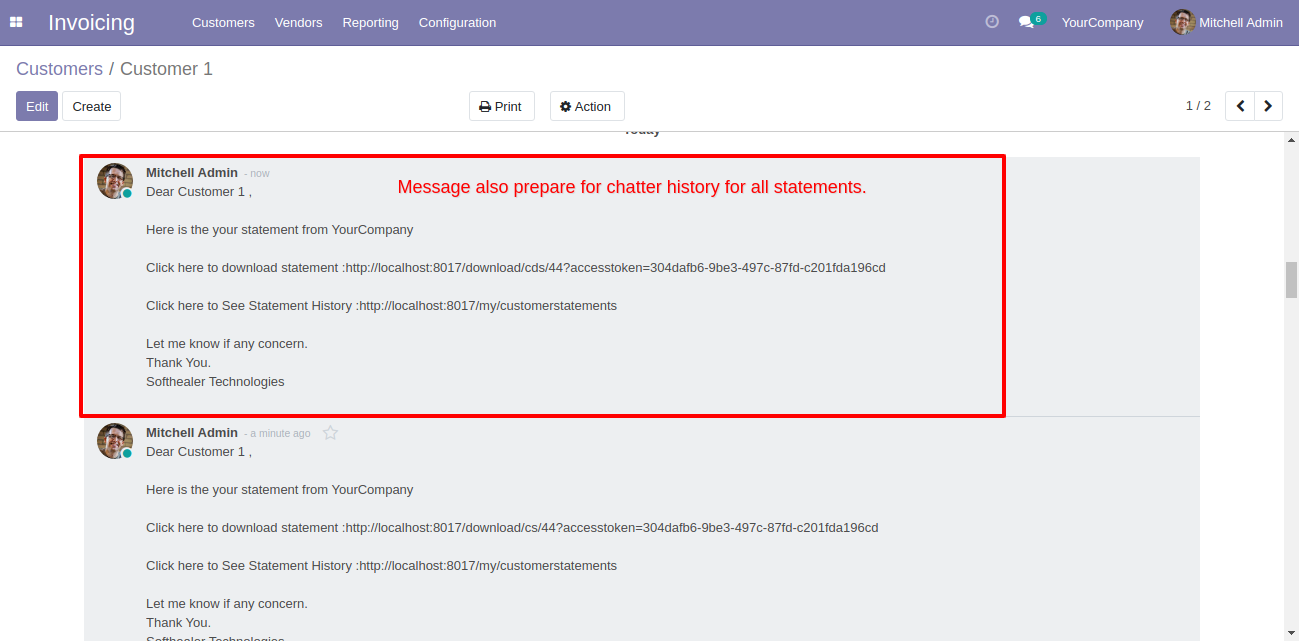 Invoicing
Customers Vendors Reporting Configuration
6 YourCompany Mitchell Admin
Customers / Customer 1
Edit Create Print Action 1 / 2
Today
Mitchell Admin - now
Message also prepare for chatter history for all statements.
Dear Customer 1 ,
Here is the your statement from YourCompany
Click here to download statement :http://localhost:8017/download/cds/44?accesstoken=304dafb6-9be3-497c-87fd-c201fda196cd
Click here to See Statement History :http://localhost:8017/my/customerstatements
Let me know if any concern.
Thank You.
Softhealer Technologies
Mitchell Admin - a minute ago
Dear Customer 1 ,
Here is the your statement from YourCompany
Click here to download statement :http://localhost:8017/download/cs/44?accesstoken=304dafb6-9be3-497c-87fd-c201fda196cd
Click here to See Statement History :http://localhost:8017/my/customerstatements
Let me know if any concern.
Thank You.
Softhealer Technologies